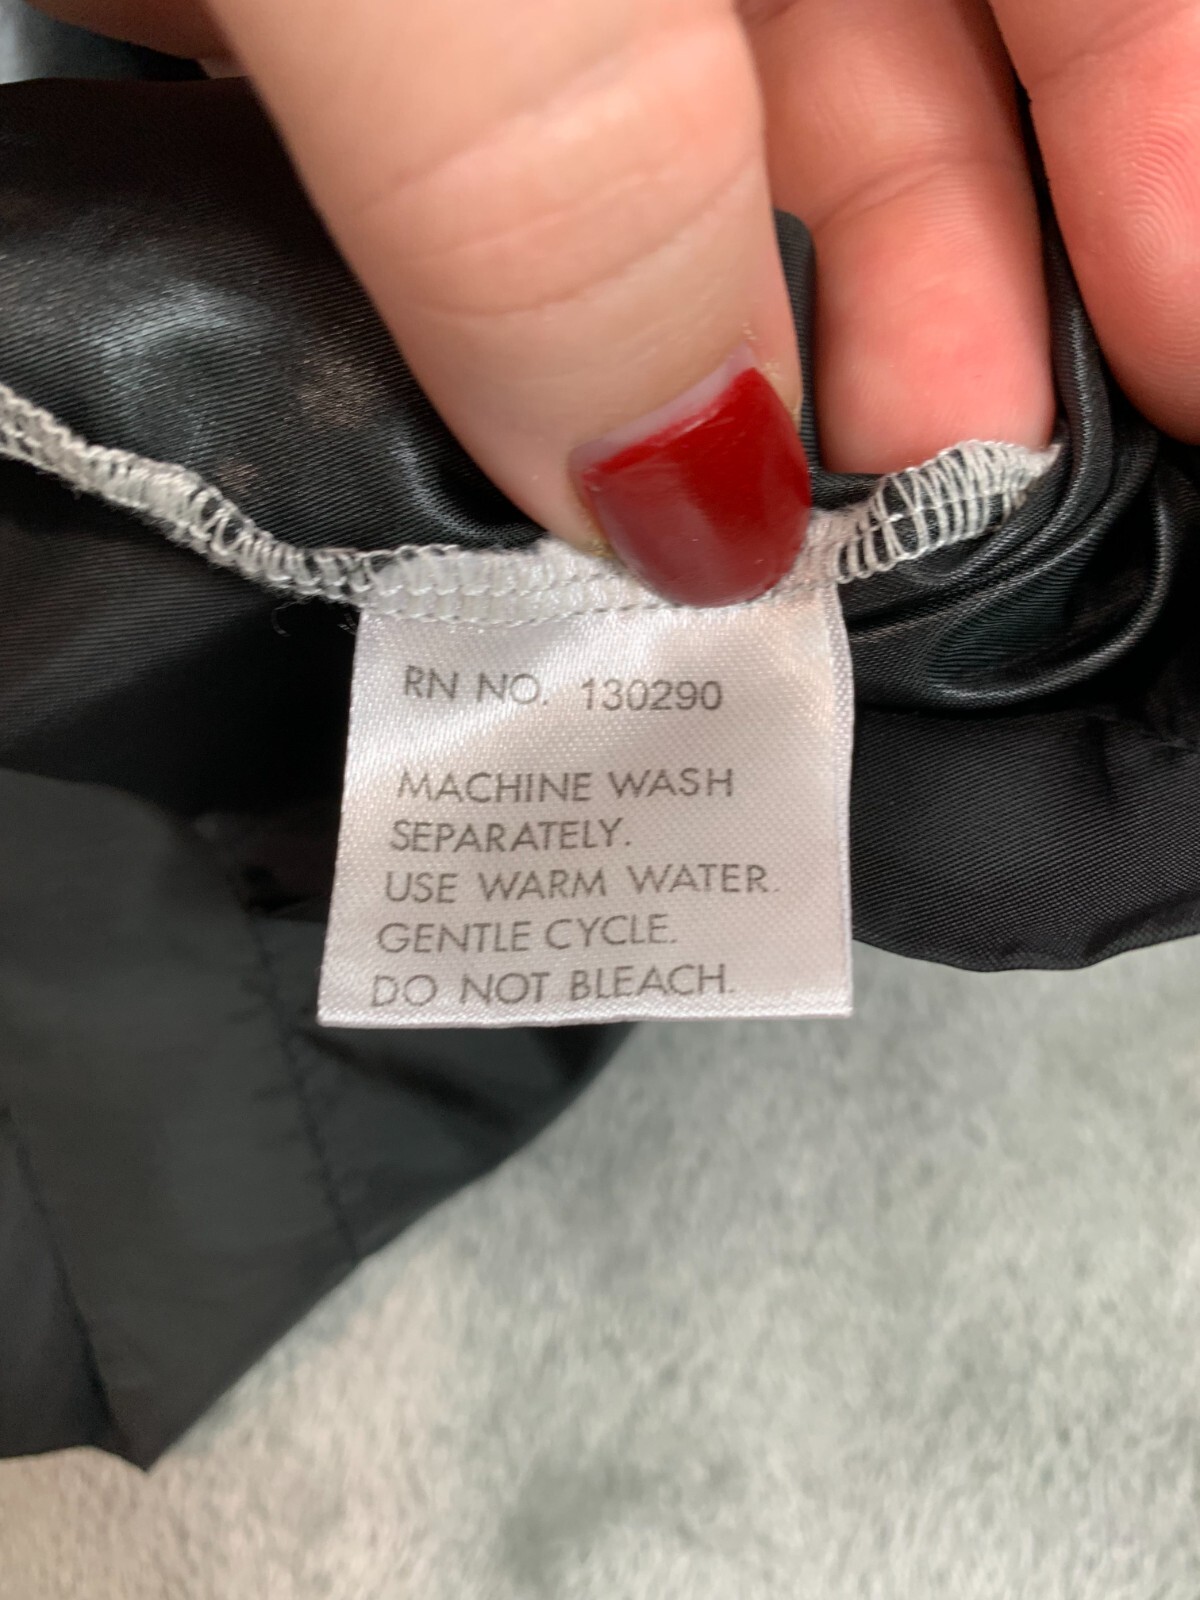 RN NO. 130290
MACHINE WASH
SEPARATELY.
USE WARM WATER.
GENTLE CYCLE.
DO NOT BLEACH.